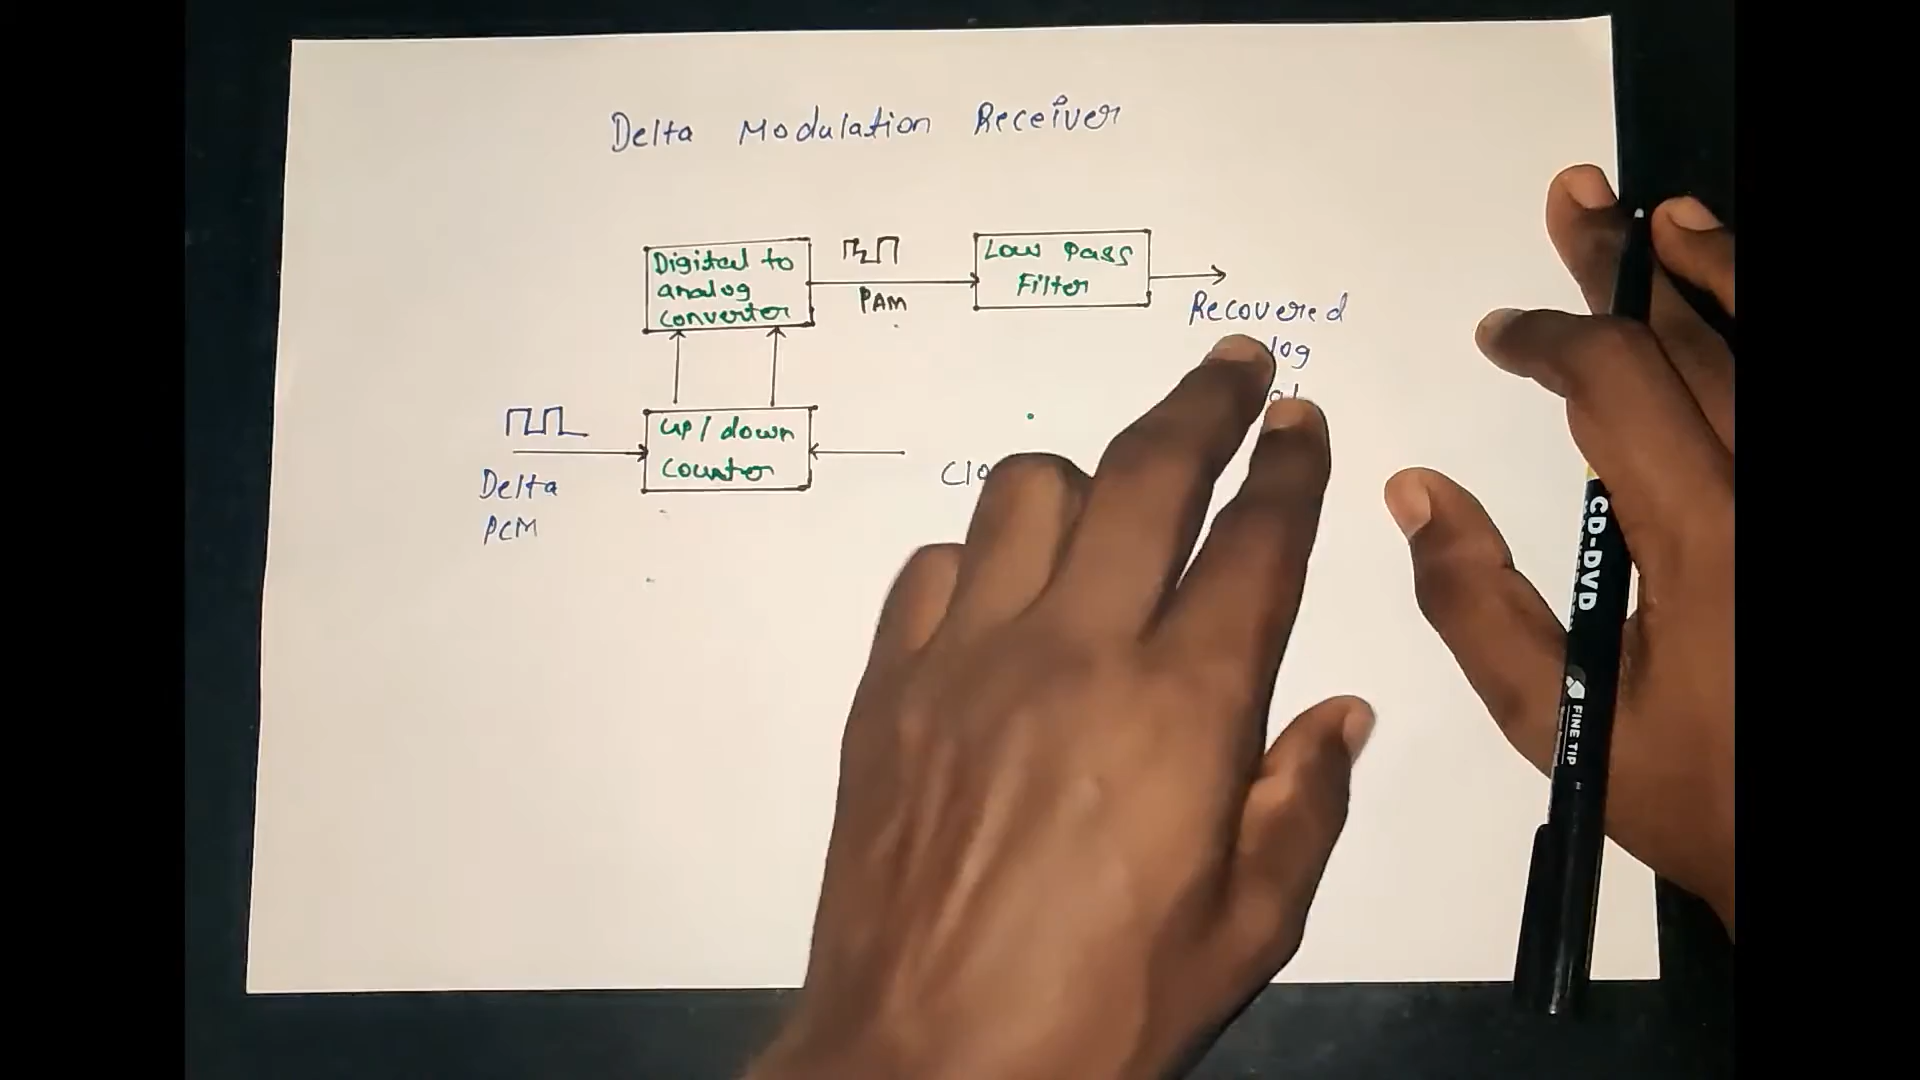 Delta Modulation Receiver
Digital to
analog
converter
PAM
Low Pass
Filter
Recovered
up/down
counter
Delta
PCM
CD-DVD
FINE TIP